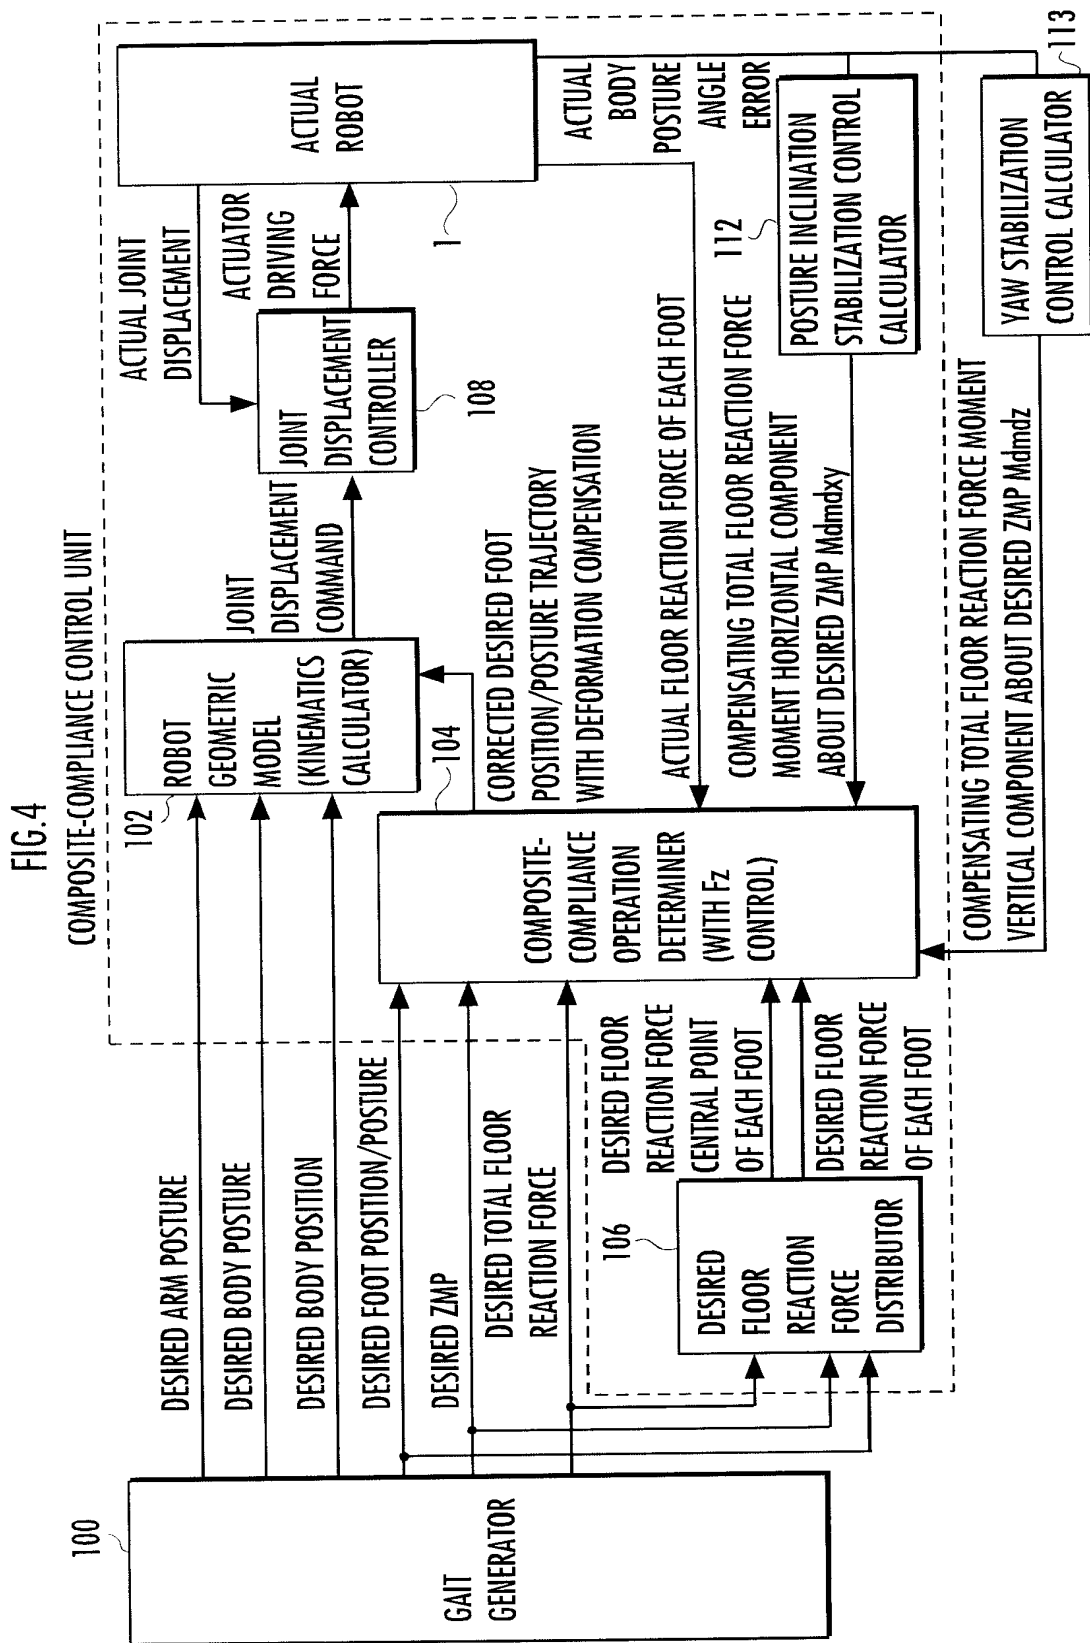 FIG.4
COMPOSITE-COMPLIANCE CONTROL UNIT
100
GAIT
GENERATOR
DESIRED ARM POSTURE
DESIRED BODY POSTURE
DESIRED BODY POSITION
DESIRED FOOT POSITION/POSTURE
DESIRED ZMP
DESIRED TOTAL FLOOR
REACTION FORCE
102
ROBOT
GEOMETRIC
MODEL
(KINEMATICS
CALCULATOR)
JOINT
DISPLACEMENT
COMMAND
JOINT
DISPLACEMENT
CONTROLLER
108
ACTUAL JOINT
DISPLACEMENT
ACTUATOR
DRIVING
FORCE
ACTUAL
ROBOT
1
104
CORRECTED DESIRED FOOT
POSITION/POSTURE TRAJECTORY
WITH DEFORMATION COMPENSATION
COMPOSITE-
COMPLIANCE
OPERATION
DETERMINER
(WITH Fz
CONTROL)
106
DESIRED
FLOOR
REACTION
FORCE
DISTRIBUTOR
DESIRED FLOOR
REACTION FORCE
CENTRAL POINT
OF EACH FOOT
DESIRED FLOOR
REACTION FORCE
OF EACH FOOT
ACTUAL FLOOR REACTION FORCE OF EACH FOOT
COMPENSATING TOTAL FLOOR REACTION FORCE
MOMENT HORIZONTAL COMPONENT
ABOUT DESIRED ZMP Mdmdxy
112
POSTURE INCLINATION
STABILIZATION CONTROL
CALCULATOR
ACTUAL
BODY
POSTURE
ANGLE
ERROR
COMPENSATING TOTAL FLOOR REACTION FORCE MOMENT
VERTICAL COMPONENT ABOUT DESIRED ZMP Mdmdz
YAW STABILIZATION
CONTROL CALCULATOR
113